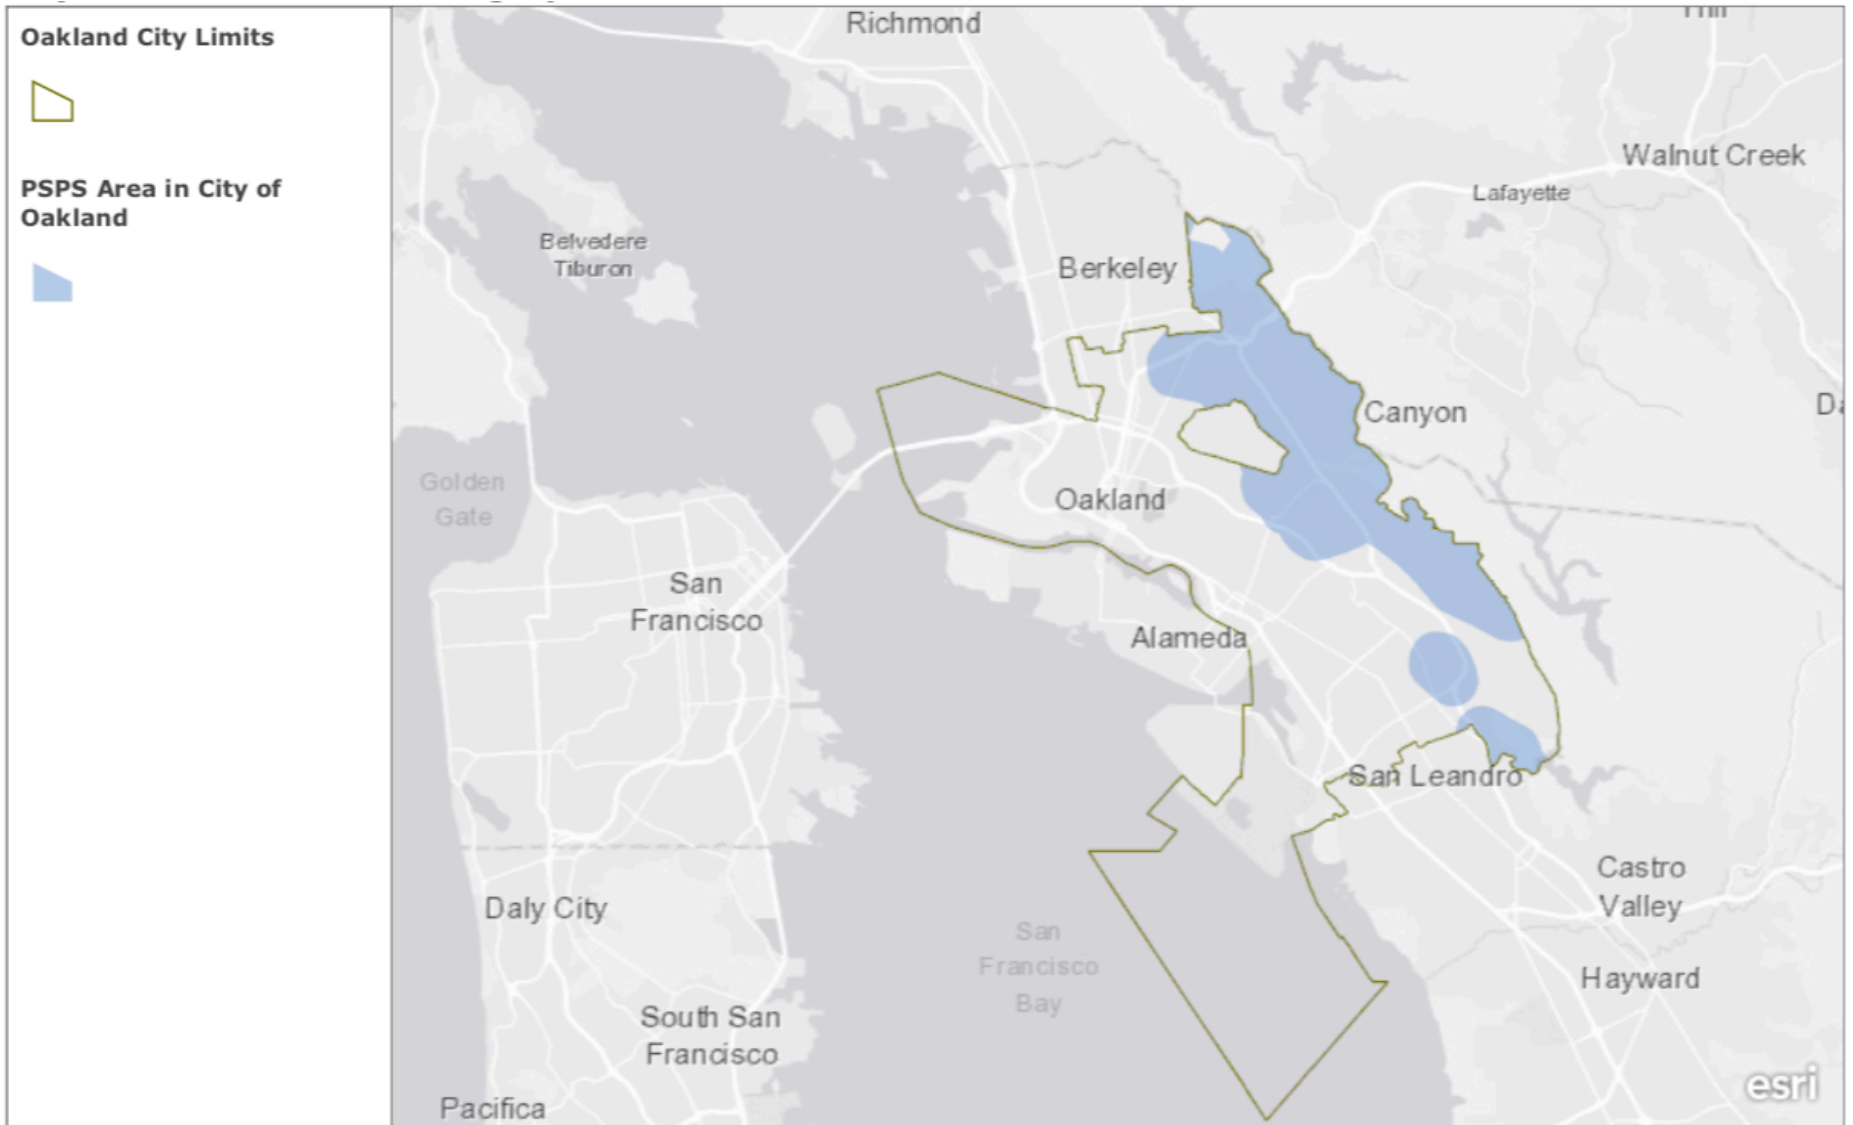 Oakland City Limits
PSPS Area in City of
Oakland
Richmond
Walnut Creek
Lafayette
Belvedere
Tiburon
Berkeley
Canyon
Golden
Gate
Oakland
San
Francisco
Alameda
San Leandro
Castro
Valley
Daly City
San
Francisco
Bay
Hayward
South San
Francisco
Pacifica
esri